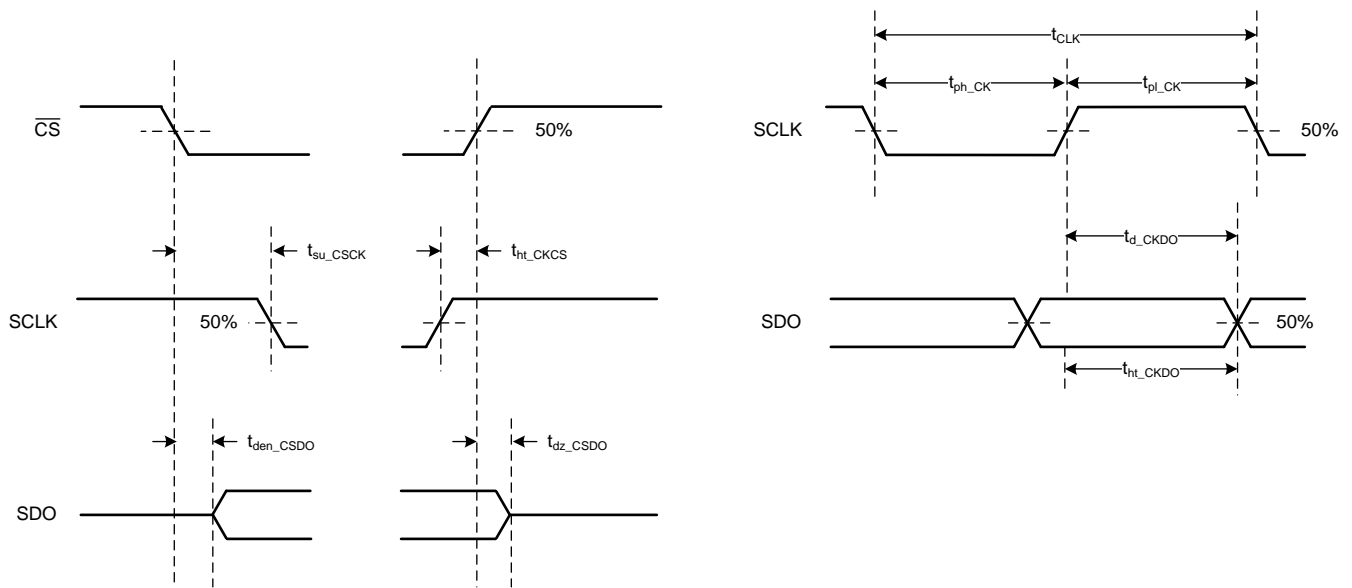 CS
50%
t_su_CSCK
t_ht_CKCS
SCLK
50%
t_den_CSDO
t_dz_CSDO
SDO
t_CLK
t_ph_CK
t_pl_CK
SCLK
50%
t_d_CKDO
SDO
50%
t_ht_CKDO